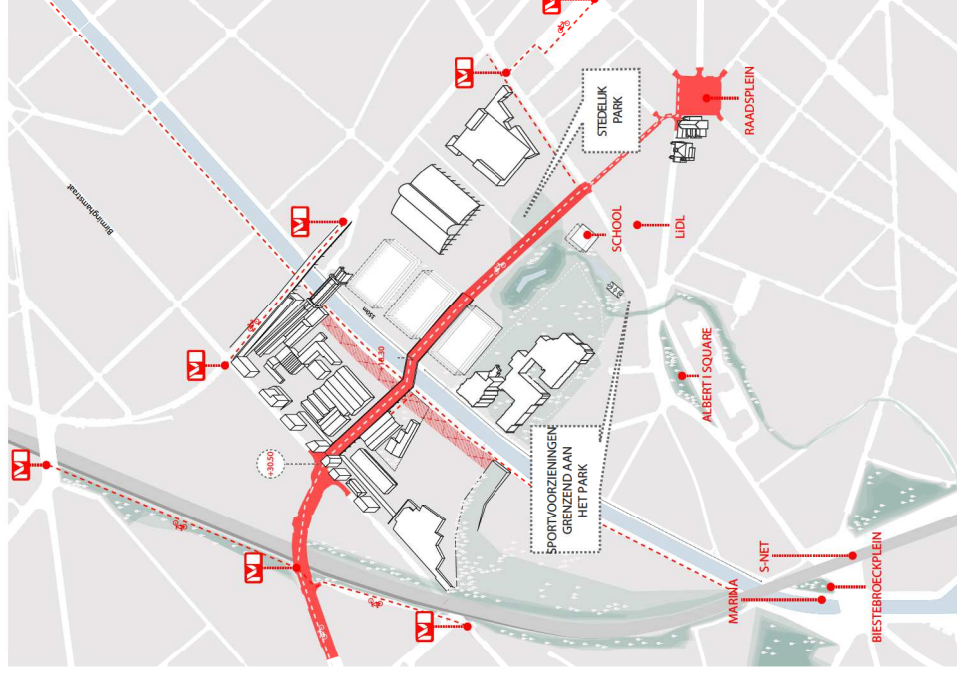 M
M
M
M
M
M
M
Birminghamstraat
STEDELIJK
PARK
RAADSPLEIN
SCHOOL
LiDL
ALBERT I SQUARE
+30.50
SPORTVOORZIENINGEN
GRENZEND AAN
HET PARK
S-NET
MARINA
BIESTEBROECKPLEIN